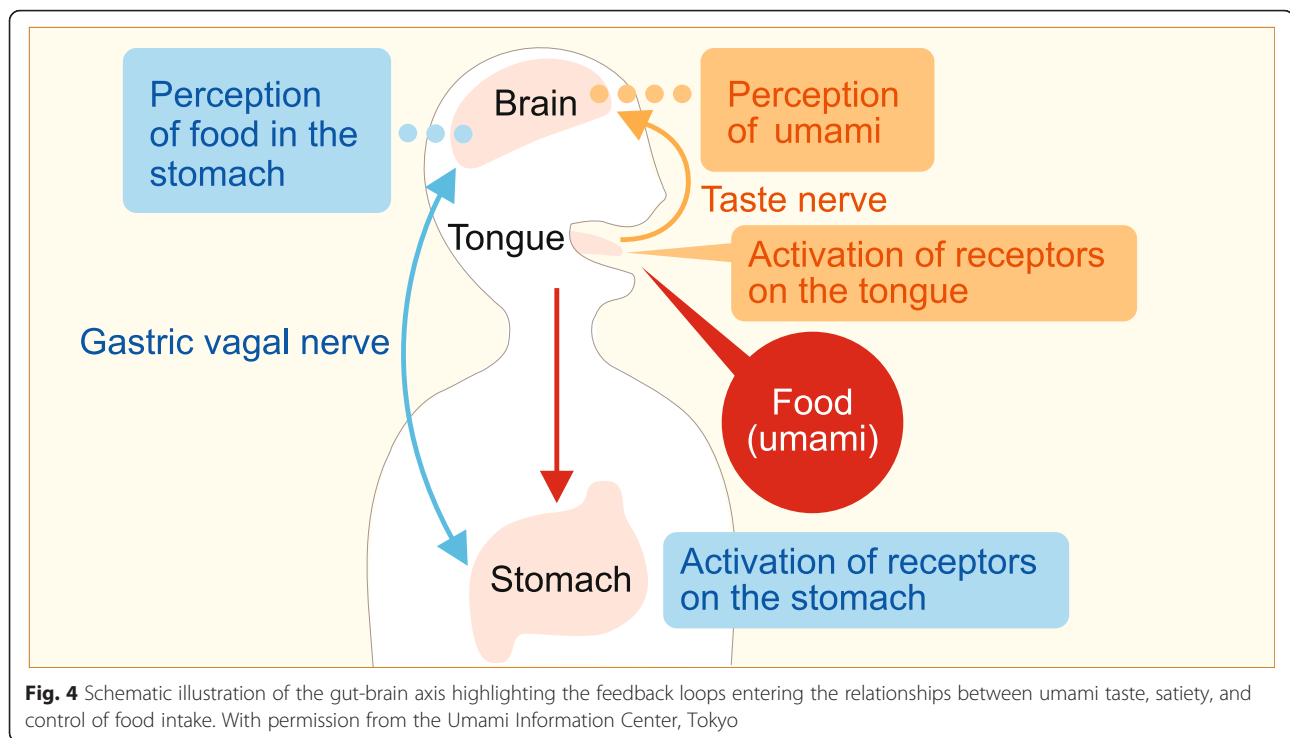 Perception
of food in the
stomach
Brain
Perception
of umami
Taste nerve
Tongue
Activation of receptors
on the tongue
Gastric vagal nerve
Food
(umami)
Stomach
Activation of receptors
on the stomach
Fig. 4 Schematic illustration of the gut-brain axis highlighting the feedback loops entering the relationships between umami taste, satiety, and
control of food intake. With permission from the Umami Information Center, Tokyo